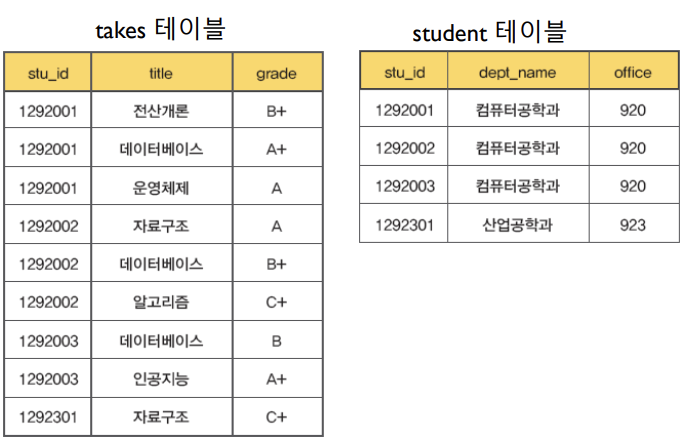 takes 테이블
stu_id title grade
1292001 전산개론 B+
1292001 데이터베이스 A+
1292001 운영체제 A
1292002 자료구조 A
1292002 데이터베이스 B+
1292002 알고리즘 C+
1292003 데이터베이스 B
1292003 인공지능 A+
1292301 자료구조 C+
student 테이블
stu_id dept_name office
1292001 컴퓨터공학과 920
1292002 컴퓨터공학과 920
1292003 컴퓨터공학과 920
1292301 산업공학과 923